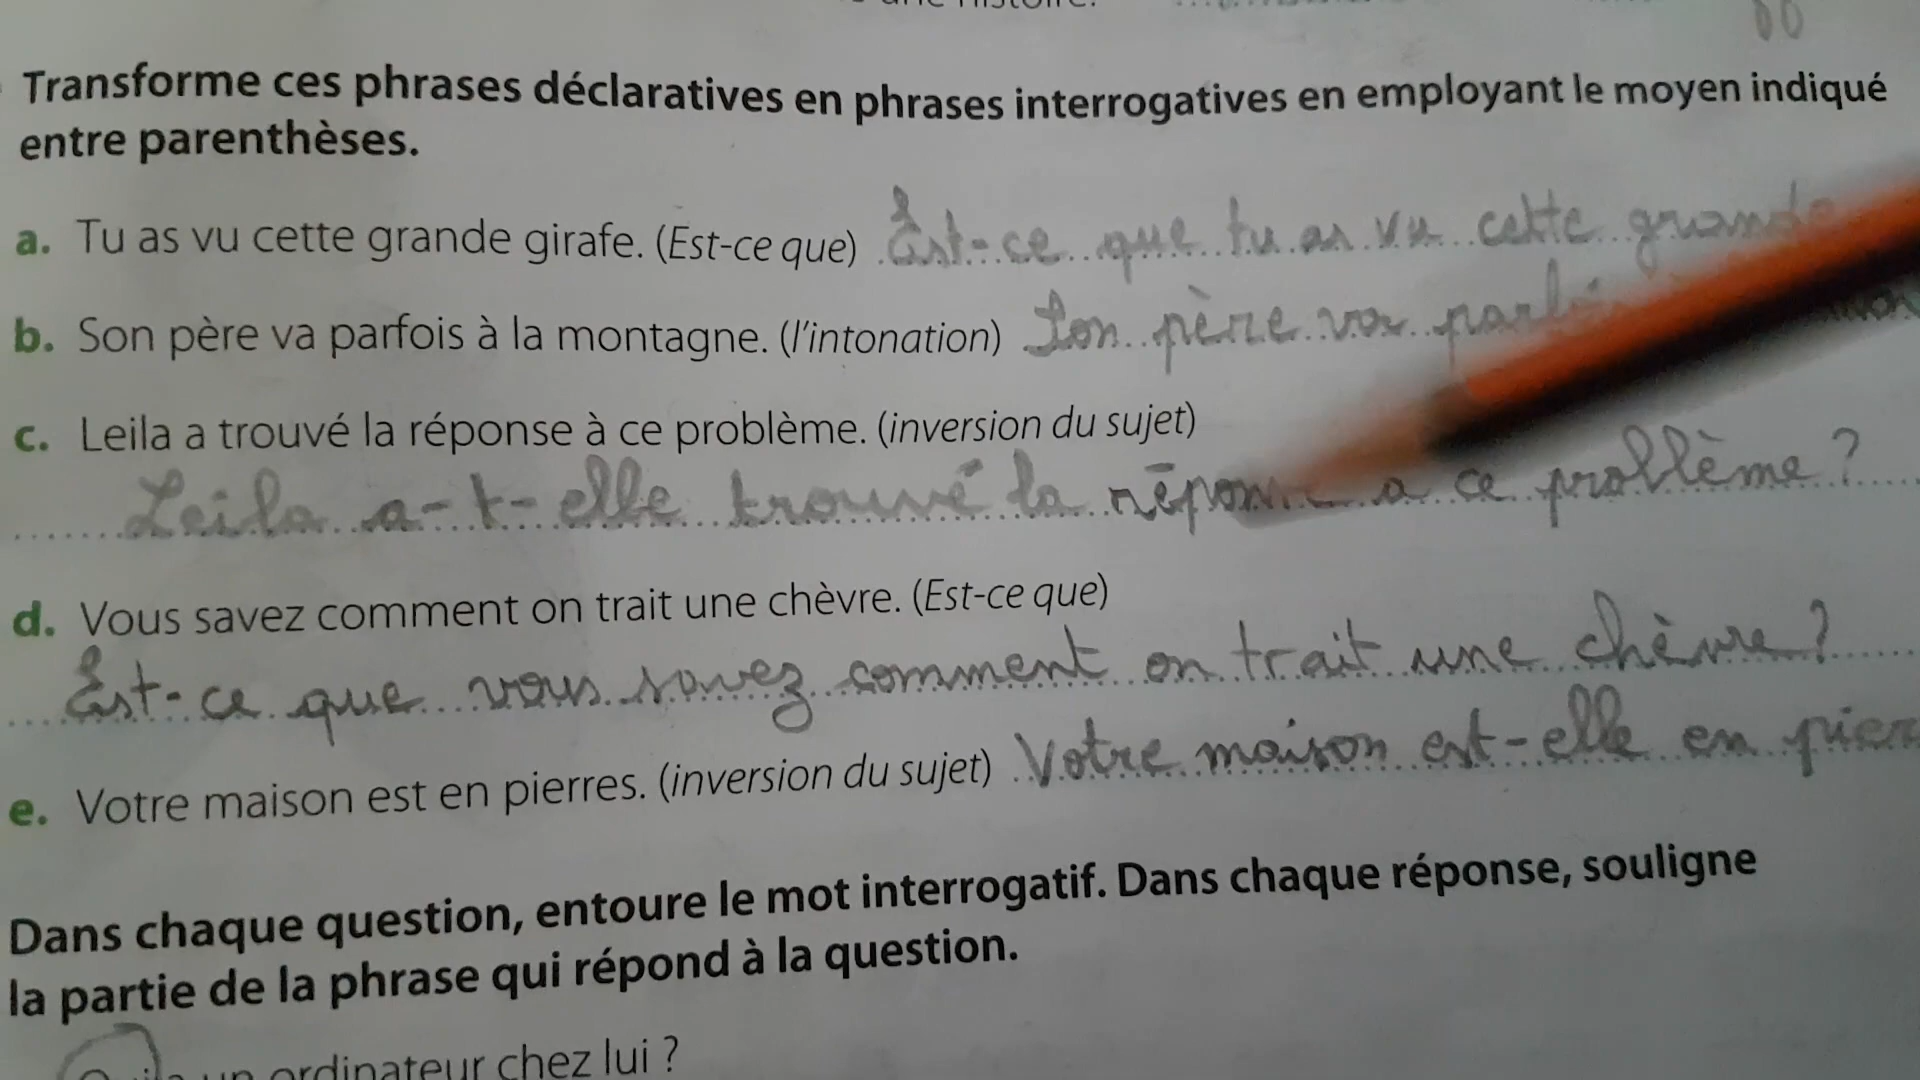 une histoire.
Transforme ces phrases déclaratives en phrases interrogatives en employant le moyen indiqué
entre parenthèses.
a. Tu as vu cette grande girafe. (Est-ce que) Est-ce que tu as vu cette grande
b. Son père va parfois à la montagne. (l'intonation) Son père va
c. Leila a trouvé la réponse à ce problème. (inversion du sujet)
Leila a-t-elle trouvé la réponse a ce problème ?
d. Vous savez comment on trait une chèvre. (Est-ce que)
Est-ce que vous savez comment on trait une chèvre ?
e. Votre maison est en pierres. (inversion du sujet) Votre maison est-elle en
Dans chaque question, entoure le mot interrogatif. Dans chaque réponse, souligne
la partie de la phrase qui répond à la question.
un ordinateur chez lui ?